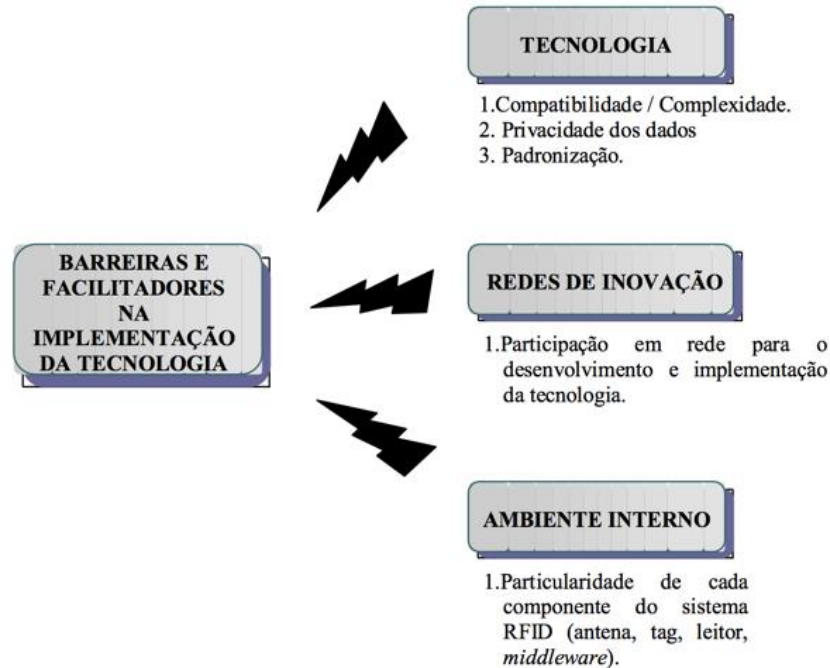 TECNOLOGIA
1.Compatibilidade / Complexidade.
2. Privacidade dos dados
3. Padronização.
BARREIRAS E
FACILITADORES
NA
IMPLEMENTAÇÃO
DA TECNOLOGIA
REDES DE INOVAÇÃO
1.Participação em rede para o
desenvolvimento e implementação
da tecnologia.
AMBIENTE INTERNO
1.Particularidade de cada
componente do sistema
RFID (antena, tag, leitor,
middleware).